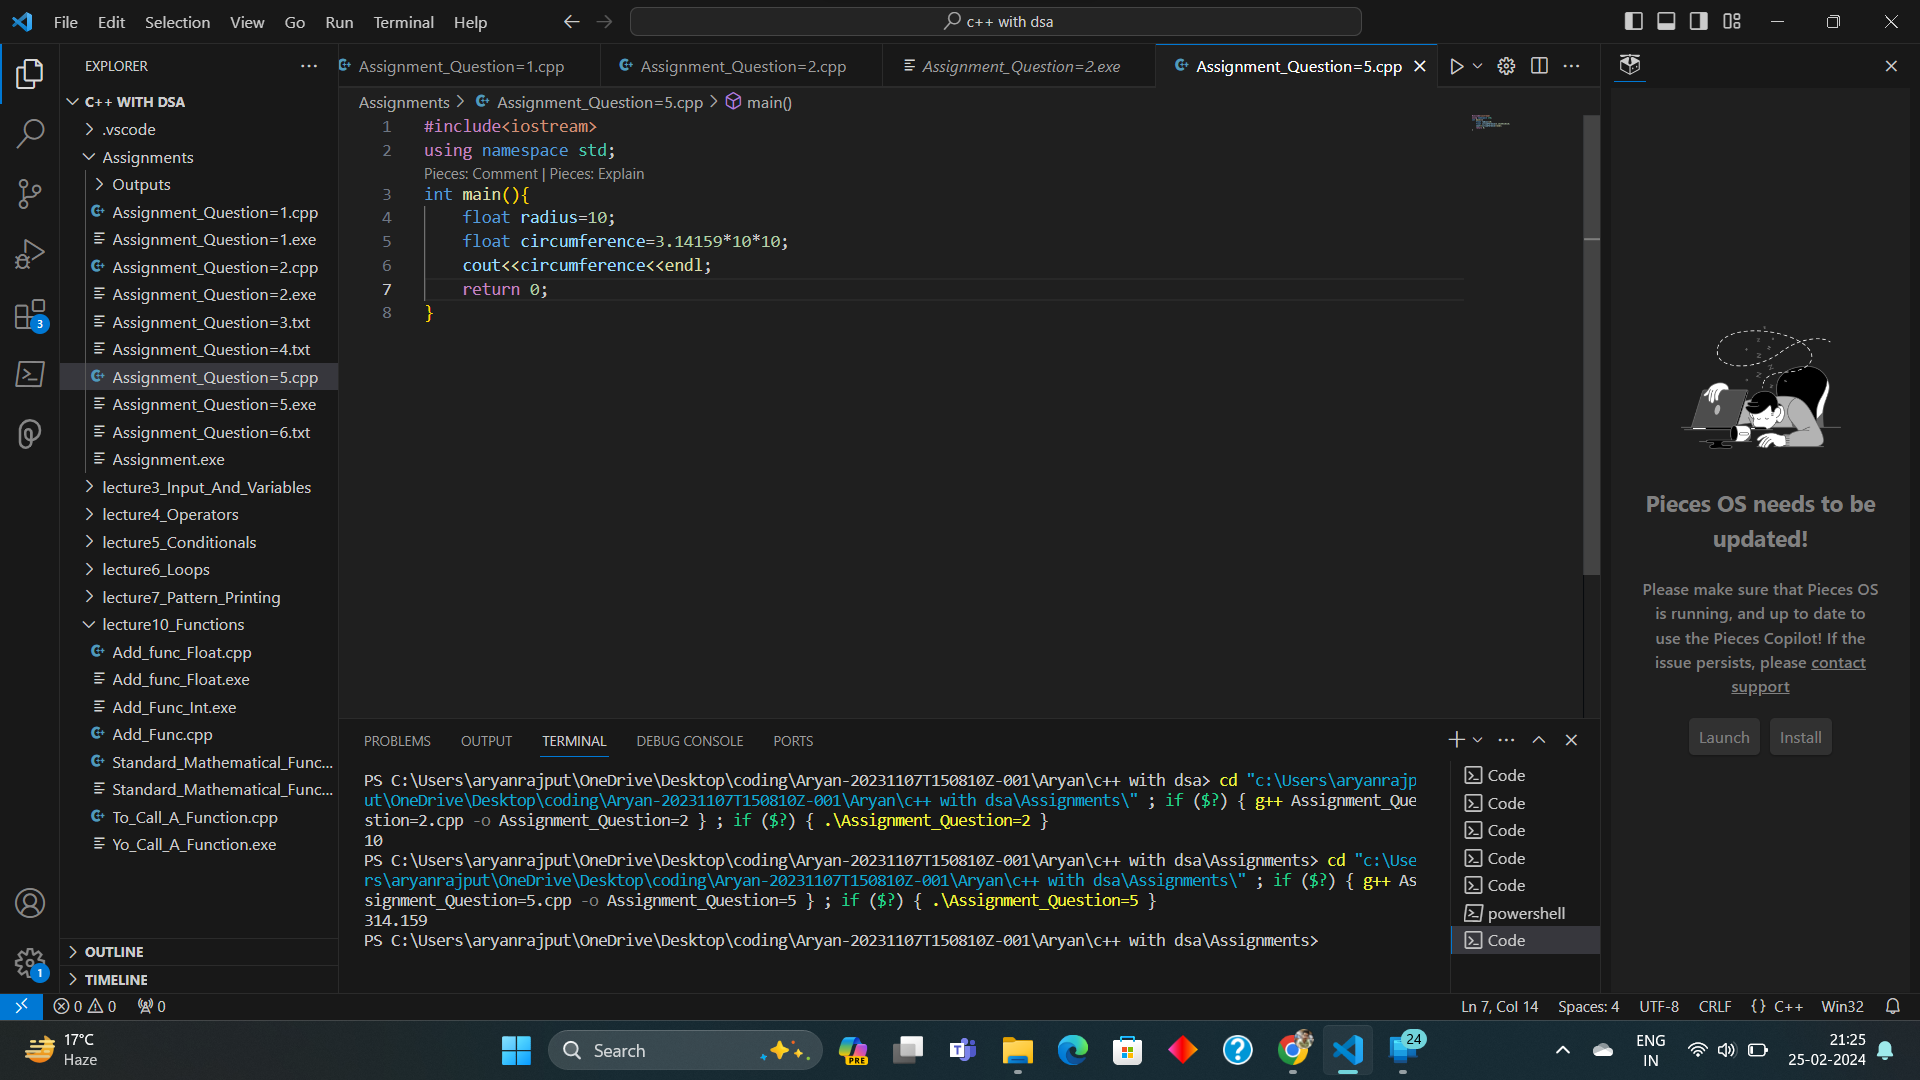 File Edit Selection View Go Run Terminal Help
c++ with dsa
EXPLORER
C++ WITH DSA
.vscode
Assignments
Outputs
Assignment_Question=1.cpp
Assignment_Question=1.exe
Assignment_Question=2.cpp
Assignment_Question=2.exe
Assignment_Question=3.txt
Assignment_Question=4.txt
Assignment_Question=5.cpp
Assignment_Question=5.exe
Assignment_Question=6.txt
Assignment.exe
lecture3_Input_And_Variables
lecture4_Operators
lecture5_Conditionals
lecture6_Loops
lecture7_Pattern_Printing
lecture10_Functions
Add_func_Float.cpp
Add_func_Float.exe
Add_Func_Int.exe
Add_Func.cpp
Standard_Mathematical_Func...
Standard_Mathematical_Func...
To_Call_A_Function.cpp
Yo_Call_A_Function.exe
OUTLINE
TIMELINE
3
1
Assignment_Question=1.cpp Assignment_Question=2.cpp Assignment_Question=2.exe Assignment_Question=5.cpp
Assignments > Assignment_Question=5.cpp > main()
1 #include<iostream>
2 using namespace std;
Pieces: Comment | Pieces: Explain
3 int main(){
4 float radius=10;
5 float circumference=3.14159*10*10;
6 cout<<circumference<<endl;
7 return 0;
8 }
PROBLEMS OUTPUT TERMINAL DEBUG CONSOLE PORTS
PS C:\Users\aryanrajput\OneDrive\Desktop\coding\Aryan-20231107T150810Z-001\Aryan\c++ with dsa> cd "c:\Users\aryanrajp
ut\OneDrive\Desktop\coding\Aryan-20231107T150810Z-001\Aryan\c++ with dsa\Assignments\" ; if ($?) { g++ Assignment_Que
stion=2.cpp -o Assignment_Question=2 } ; if ($?) { .\Assignment_Question=2 }
10
PS C:\Users\aryanrajput\OneDrive\Desktop\coding\Aryan-20231107T150810Z-001\Aryan\c++ with dsa\Assignments> cd "c:\Use
rs\aryanrajput\OneDrive\Desktop\coding\Aryan-20231107T150810Z-001\Aryan\c++ with dsa\Assignments\" ; if ($?) { g++ As
signment_Question=5.cpp -o Assignment_Question=5 } ; if ($?) { .\Assignment_Question=5 }
314.159
PS C:\Users\aryanrajput\OneDrive\Desktop\coding\Aryan-20231107T150810Z-001\Aryan\c++ with dsa\Assignments>
Code
Code
Code
Code
Code
powershell
Code
Pieces OS needs to be
updated!
Please make sure that Pieces OS
is running, and up to date to
use the Pieces Copilot! If the
issue persists, please contact
support
Launch Install
0 0 0
Ln 7, Col 14 Spaces: 4 UTF-8 CRLF {} C++ Win32
17°C
Haze
Search
PRE
24
ENG
IN
21:25
25-02-2024